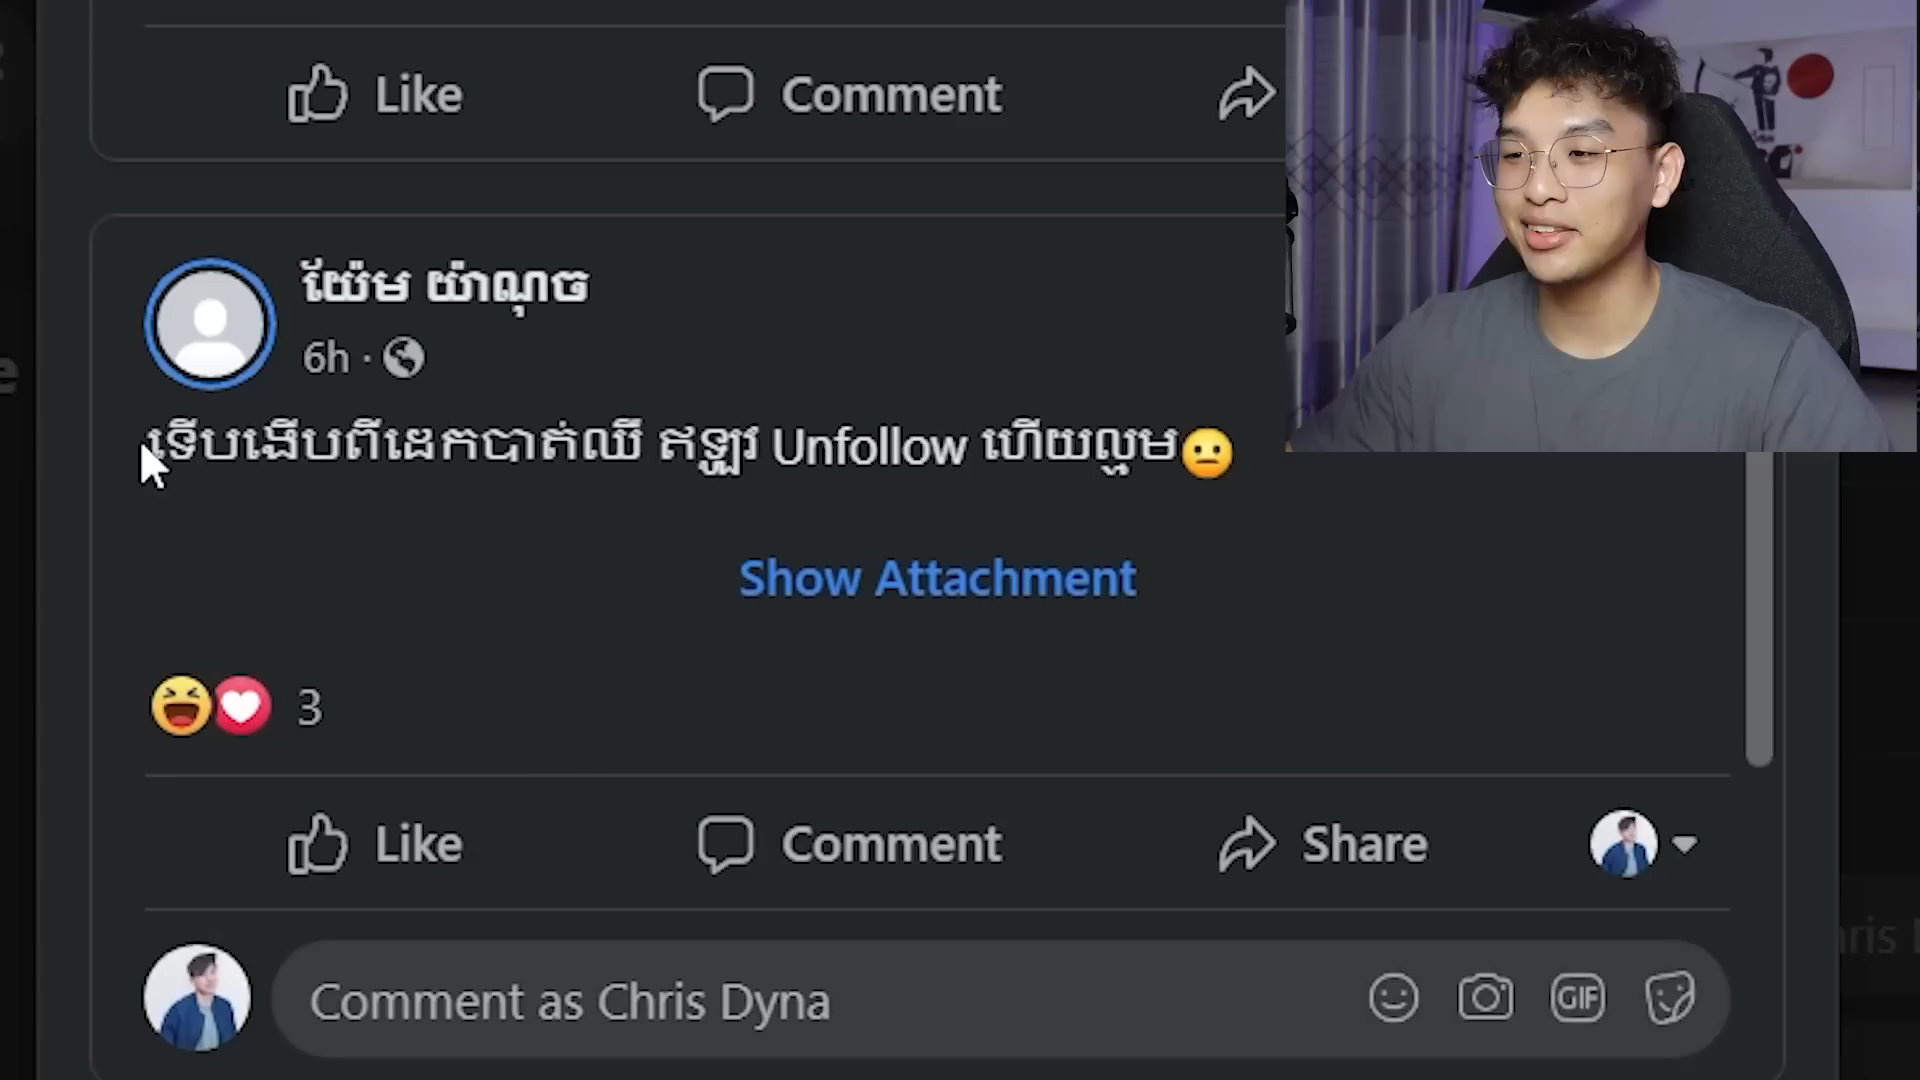 Like Comment
យ៉ែម យ៉ាណុច
6h ·
ទើបងើបពីដេកបាត់ឈឺ ឥឡូវ Unfollow ហើយល្មម😐
Show Attachment
3
Like Comment Share
Comment as Chris Dyna GIF